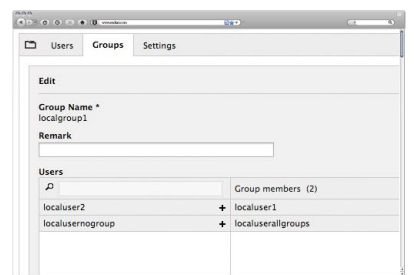 Users Groups Settings
Edit
Group Name *
localgroup1
Remark
Users
Group members (2)
localuser2 + localuser1
localusernogroup + localuserallgroups